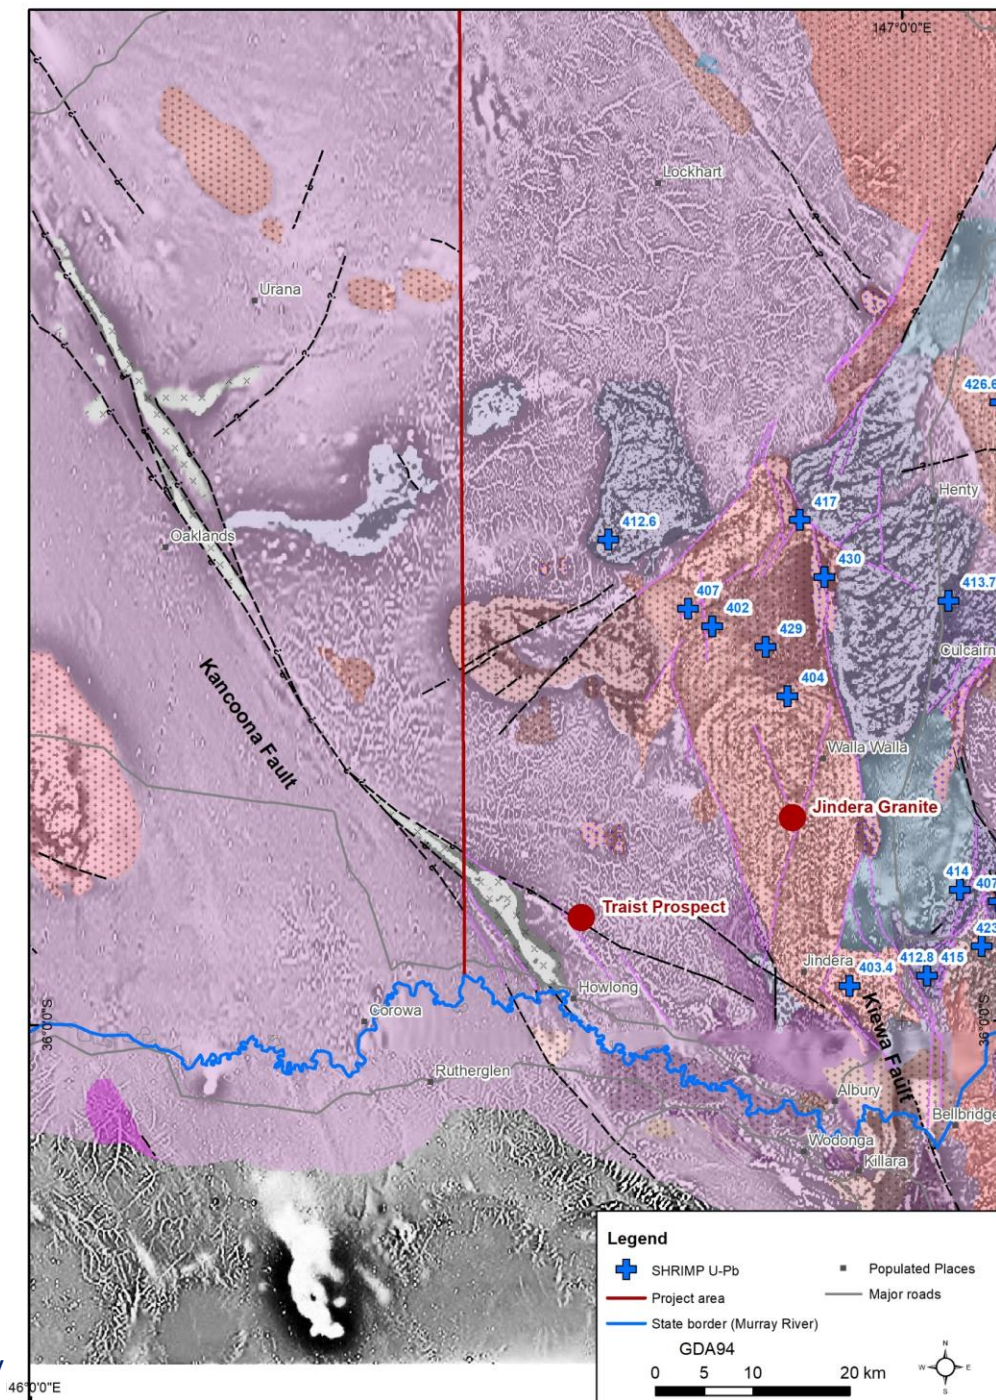 147°0'0"E
Lockhart
Urana
426.6
417
Henty
412.6
Oaklands
430
407
402
413.7
429
Culcairn
404
Kancoona Fault
Walla Walla
Jindera Granite
414
407
Traist Prospect
423
Jindera
412.8
415
403.4
Howlong
Corowa
36°0'0"S
36°0'0"S
Kiewa Fault
Rutherglen
Albury
Bellbridge
Wodonga
Killara
Legend
SHRIMP U-Pb
Populated Places
Project area
Major roads
State border (Murray River)
GDA94
0 5 10 20 km
N
W E
S
46°0'0"E